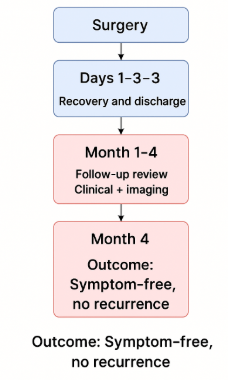 Surgery
Days 1–3–3
Recovery and discharge
Month 1–4
Follow-up review
Clinical + imaging
Month 4
Outcome:
Symptom–free,
no recurrence
Outcome: Symptom–free,
no recurrence